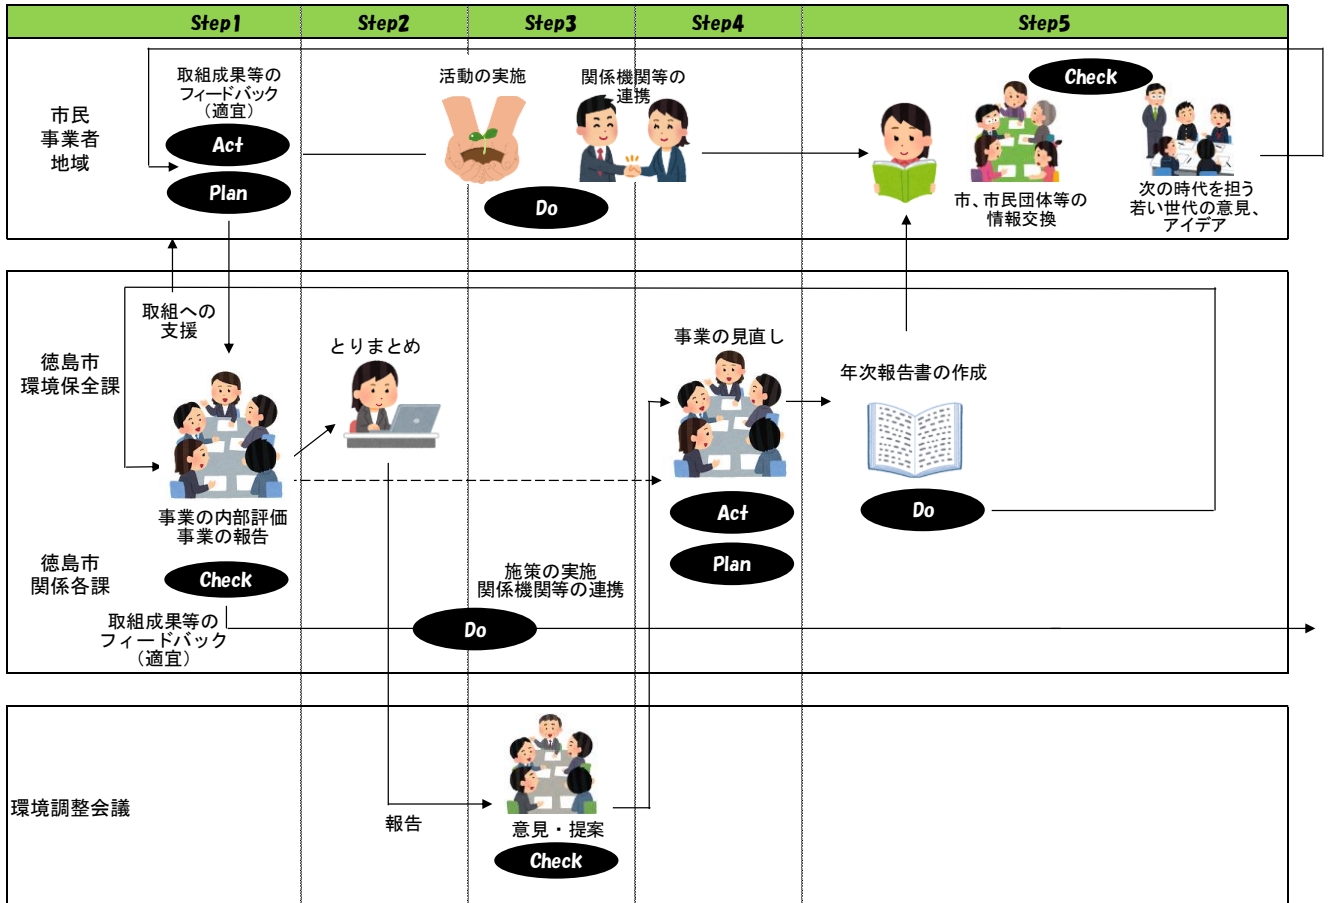 Step1
Step2
Step3
Step4
Step5
市民
事業者
地域
取組成果等の
フィードバック
（適宜）
Act
Plan
活動の実施
関係機関等の
連携
Do
Check
市、市民団体等の
情報交換
次の時代を担う
若い世代の意見、
アイデア
徳島市
環境保全課
取組への
支援
とりまとめ
事業の見直し
年次報告書の作成
事業の内部評価
事業の報告
Act
Do
徳島市
関係各課
Check
施策の実施
関係機関等の連携
Plan
取組成果等の
フィードバック
（適宜）
Do
環境調整会議
報告
意見・提案
Check